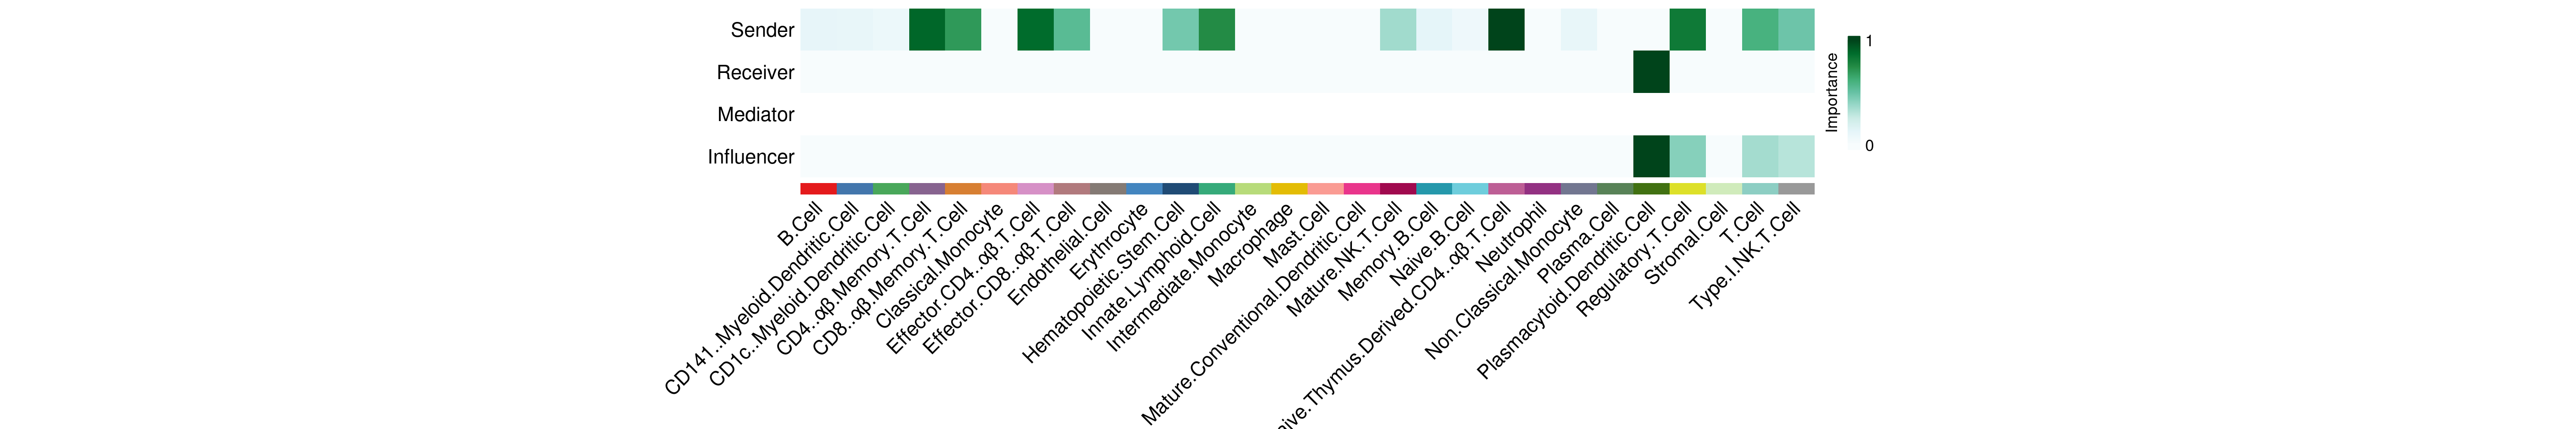 Sender
Receiver
Mediator
Influencer
Importance
1
0
B.Cell
CD141..Myeloid.Dendritic.Cell
CD1c..Myeloid.Dendritic.Cell
CD4..αβ.Memory.T.Cell
CD8..αβ.Memory.T.Cell
Classical.Monocyte
Effector.CD4..αβ.T.Cell
Effector.CD8..αβ.T.Cell
Endothelial.Cell
Erythrocyte
Hematopoietic.Stem.Cell
Innate.Lymphoid.Cell
Intermediate.Monocyte
Macrophage
Mast.Cell
Mature.Conventional.Dendritic.Cell
Mature.NK.T.Cell
Memory.B.Cell
Naive.B.Cell
ive.Thymus.Derived.CD4..αβ.T.Cell
Neutrophil
Non.Classical.Monocyte
Plasma.Cell
Plasmacytoid.Dendritic.Cell
Regulatory.T.Cell
Stromal.Cell
T.Cell
Type.I.NK.T.Cell